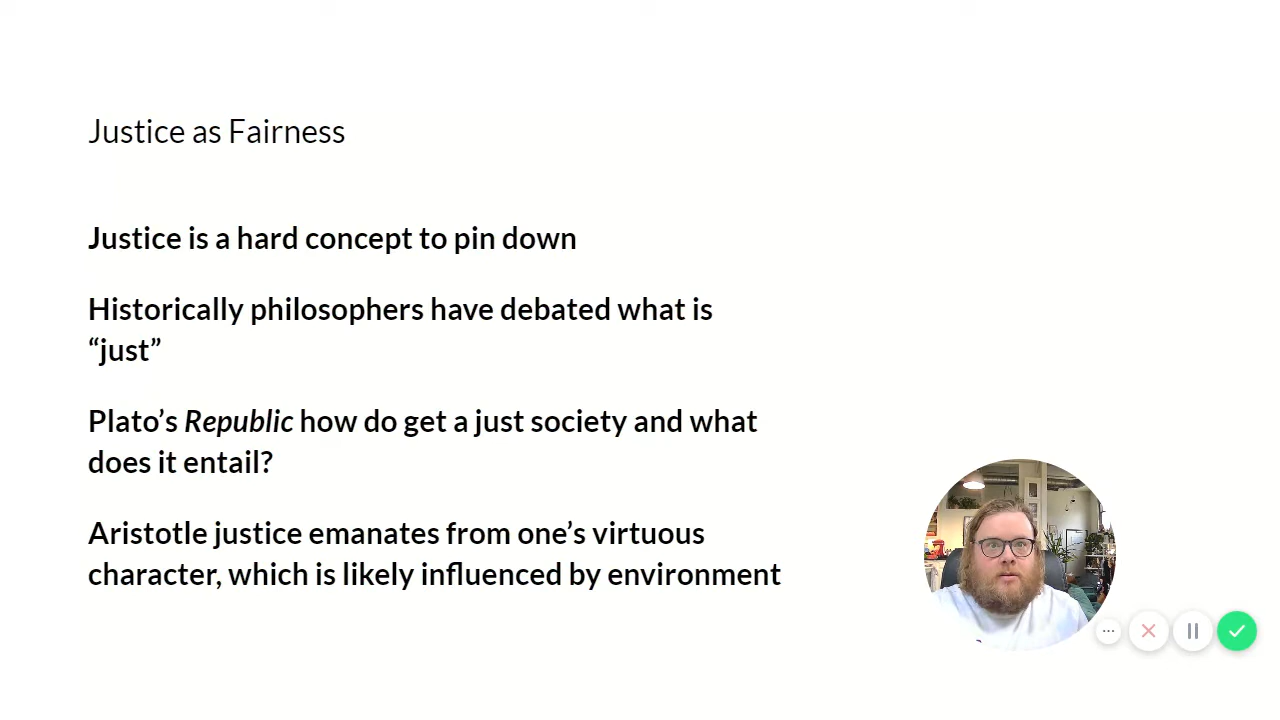 Justice as Fairness
Justice is a hard concept to pin down
Historically philosophers have debated what is
“just”
Plato’s Republic how do get a just society and what
does it entail?
Aristotle justice emanates from one’s virtuous
character, which is likely influenced by environment